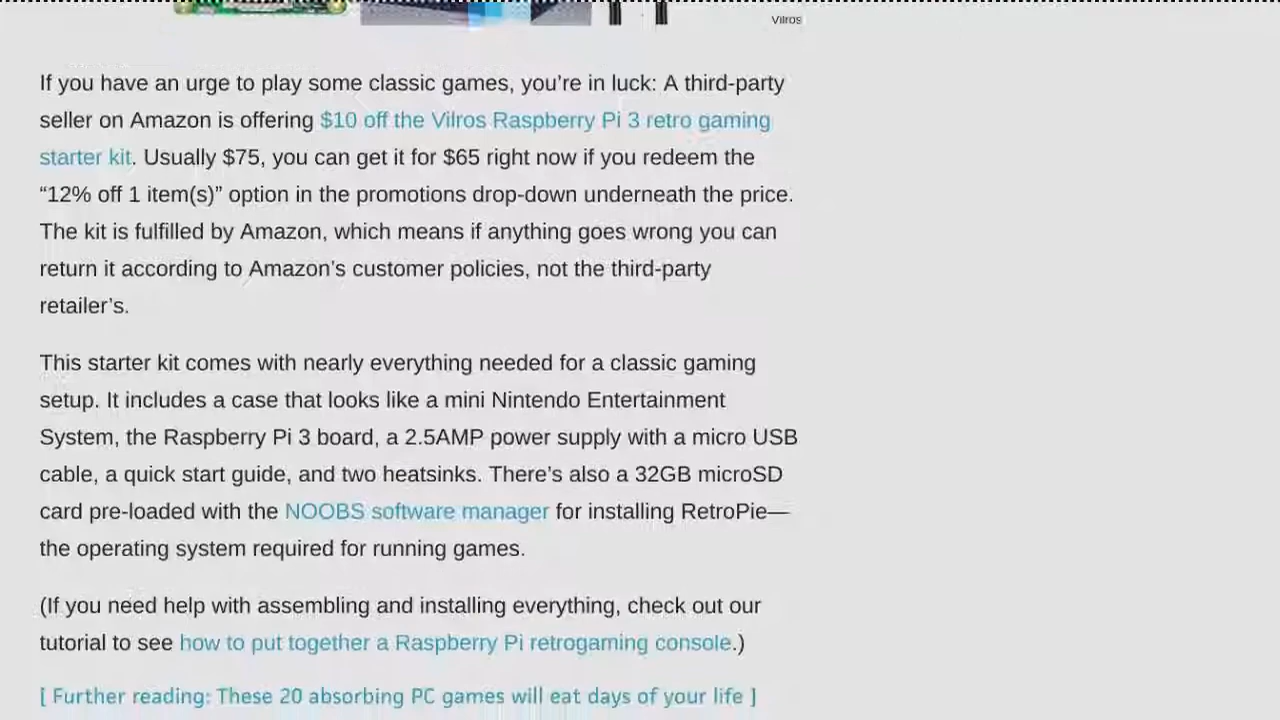 Vilros
If you have an urge to play some classic games, you’re in luck: A third-party
seller on Amazon is offering $10 off the Vilros Raspberry Pi 3 retro gaming
starter kit. Usually $75, you can get it for $65 right now if you redeem the
“12% off 1 item(s)” option in the promotions drop-down underneath the price.
The kit is fulfilled by Amazon, which means if anything goes wrong you can
return it according to Amazon’s customer policies, not the third-party
retailer’s.
This starter kit comes with nearly everything needed for a classic gaming
setup. It includes a case that looks like a mini Nintendo Entertainment
System, the Raspberry Pi 3 board, a 2.5AMP power supply with a micro USB
cable, a quick start guide, and two heatsinks. There’s also a 32GB microSD
card pre-loaded with the NOOBS software manager for installing RetroPie—
the operating system required for running games.
(If you need help with assembling and installing everything, check out our
tutorial to see how to put together a Raspberry Pi retrogaming console.)
[ Further reading: These 20 absorbing PC games will eat days of your life ]